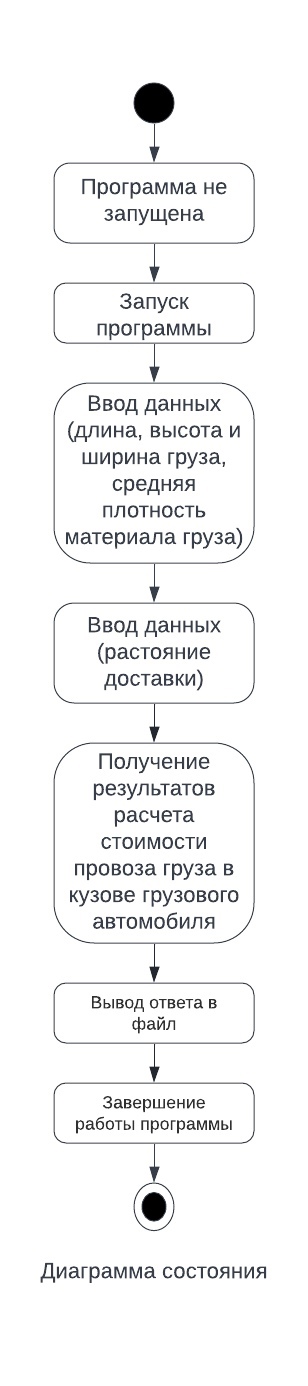 Программа не
запущена
Запуск
программы
Ввод данных
(длина, высота и
ширина груза,
средняя
плотность
материала груза)
Ввод данных
(растояние
доставки)
Получение
результатов
расчета
стоимости
провоза груза в
кузове грузового
автомобиля
Вывод ответа в
файл
Завершение
работы программы
Диаграмма состояния